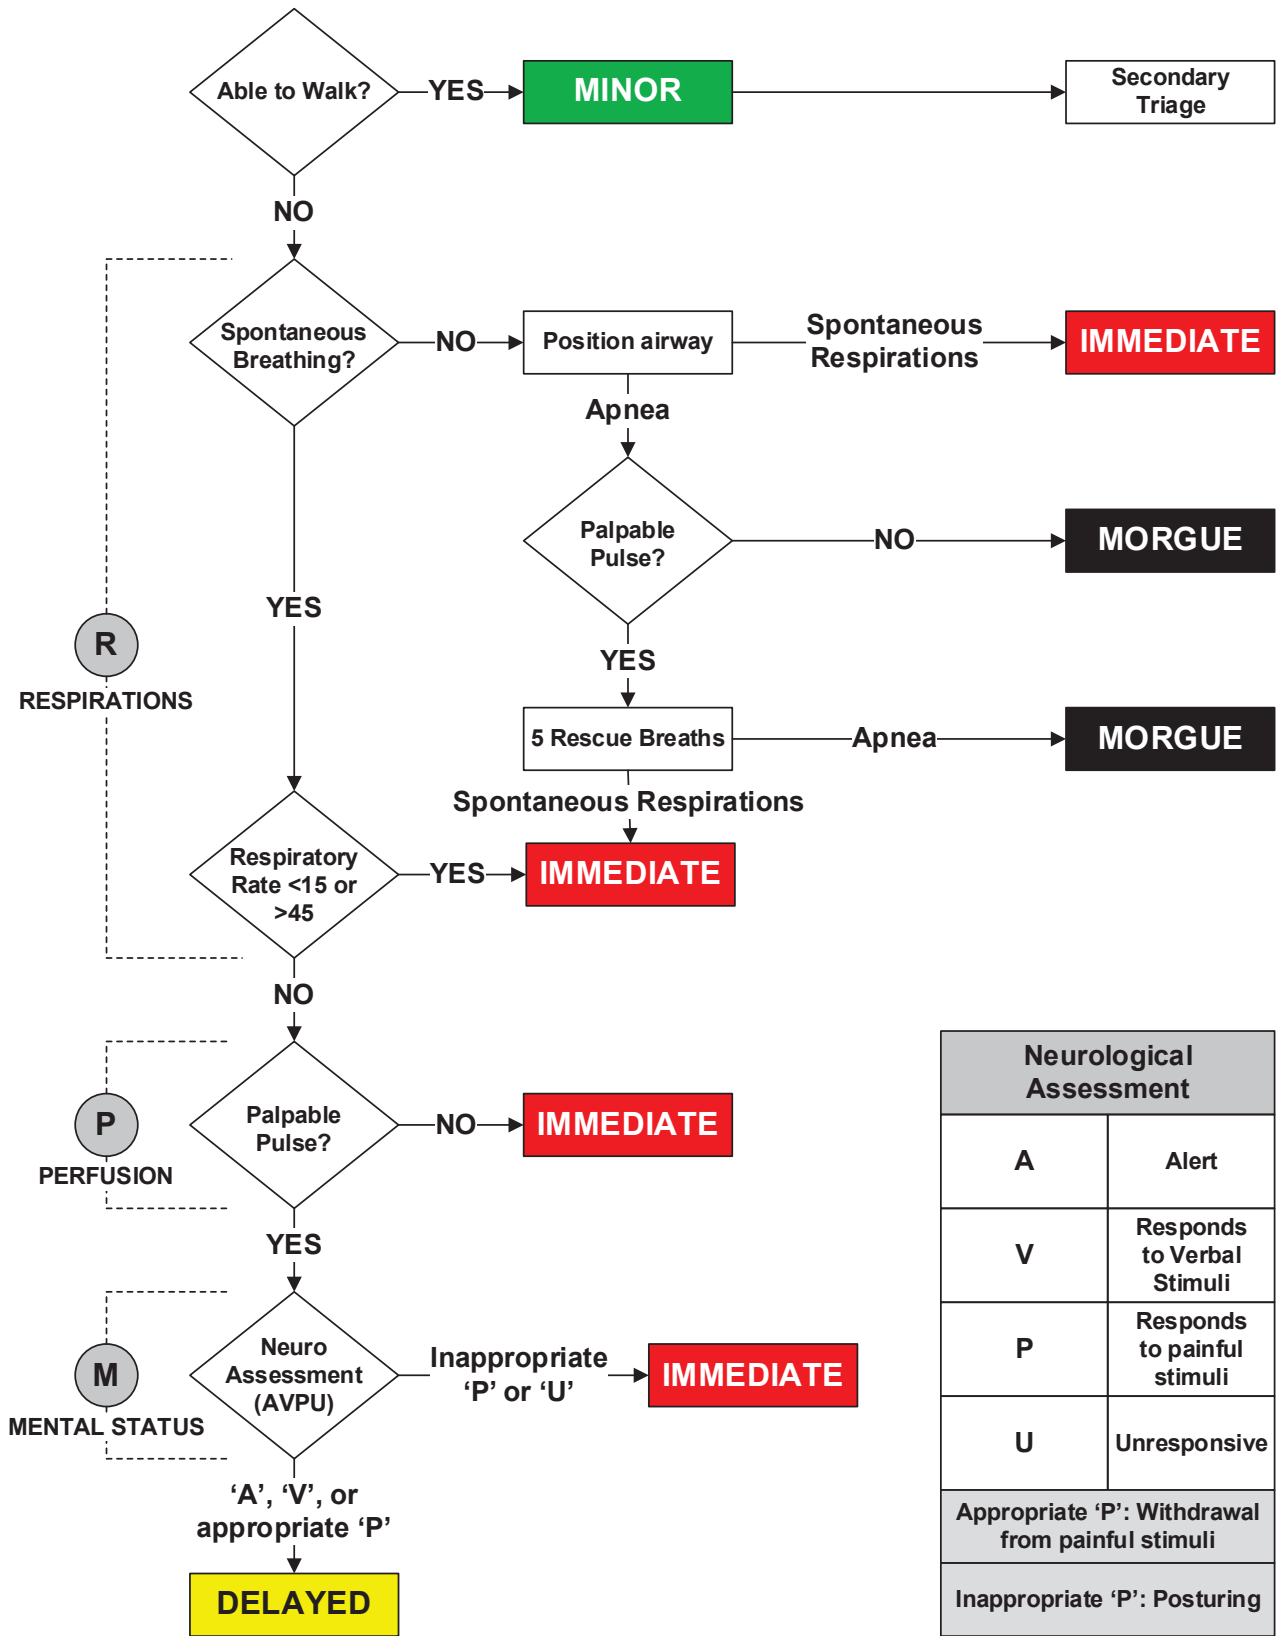 Able to Walk?
YES
MINOR
Secondary
Triage
NO
Spontaneous
Breathing?
NO
Position airway
Spontaneous
Respirations
IMMEDIATE
Apnea
Palpable
Pulse?
NO
MORGUE
YES
R
RESPIRATIONS
YES
5 Rescue Breaths
Apnea
MORGUE
Spontaneous Respirations
Respiratory
Rate <15 or
>45
YES
IMMEDIATE
NO
P
PERFUSION
Palpable
Pulse?
NO
IMMEDIATE
YES
M
MENTAL STATUS
Neuro
Assessment
(AVPU)
Inappropriate
‘P’ or ‘U’
IMMEDIATE
‘A’, ‘V’, or
appropriate ‘P’
DELAYED
Neurological
Assessment
A
Alert
V
Responds
to Verbal
Stimuli
P
Responds
to painful
stimuli
U
Unresponsive
Appropriate ‘P’: Withdrawal
from painful stimuli
Inappropriate ‘P’: Posturing